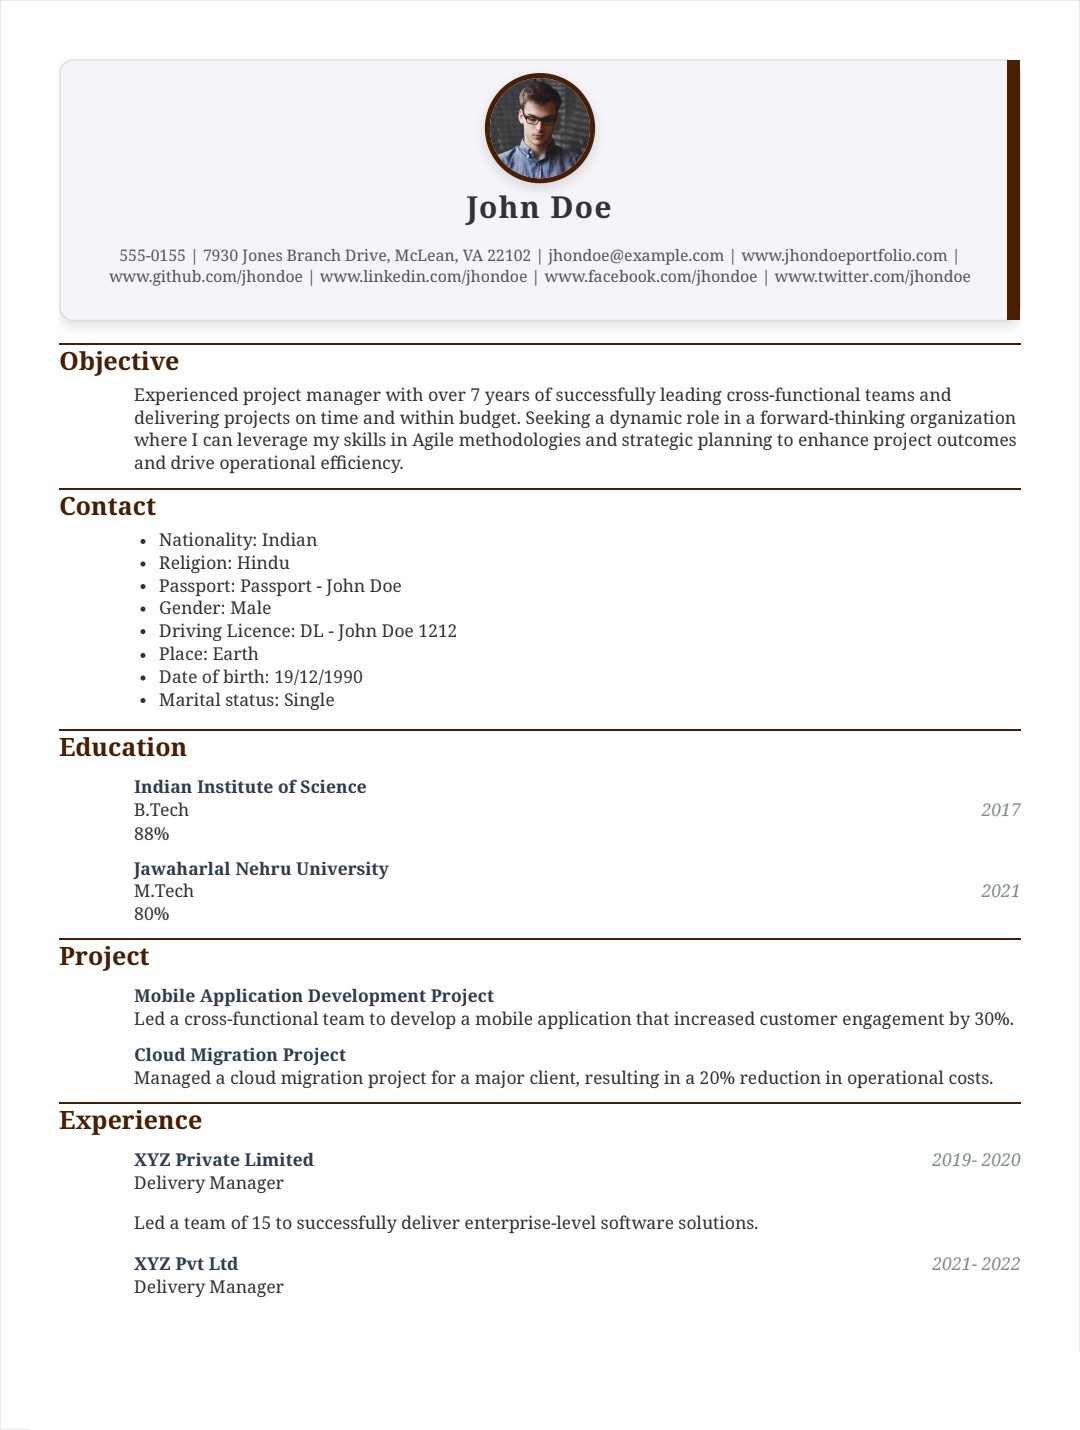 John Doe
555-0155 | 7930 Jones Branch Drive, McLean, VA 22102 | jhondoe@example.com | www.jhondoeportfolio.com |
www.github.com/jhondoe | www.linkedin.com/jhondoe | www.facebook.com/jhondoe | www.twitter.com/jhondoe
Objective
Experienced project manager with over 7 years of successfully leading cross-functional teams and
delivering projects on time and within budget. Seeking a dynamic role in a forward-thinking organization
where I can leverage my skills in Agile methodologies and strategic planning to enhance project outcomes
and drive operational efficiency.
Contact
• Nationality: Indian
• Religion: Hindu
• Passport: Passport - John Doe
• Gender: Male
• Driving Licence: DL - John Doe 1212
• Place: Earth
• Date of birth: 19/12/1990
• Marital status: Single
Education
Indian Institute of Science
B.Tech 2017
88%
Jawaharlal Nehru University
M.Tech 2021
80%
Project
Mobile Application Development Project
Led a cross-functional team to develop a mobile application that increased customer engagement by 30%.
Cloud Migration Project
Managed a cloud migration project for a major client, resulting in a 20% reduction in operational costs.
Experience
XYZ Private Limited 2019- 2020
Delivery Manager
Led a team of 15 to successfully deliver enterprise-level software solutions.
XYZ Pvt Ltd 2021- 2022
Delivery Manager